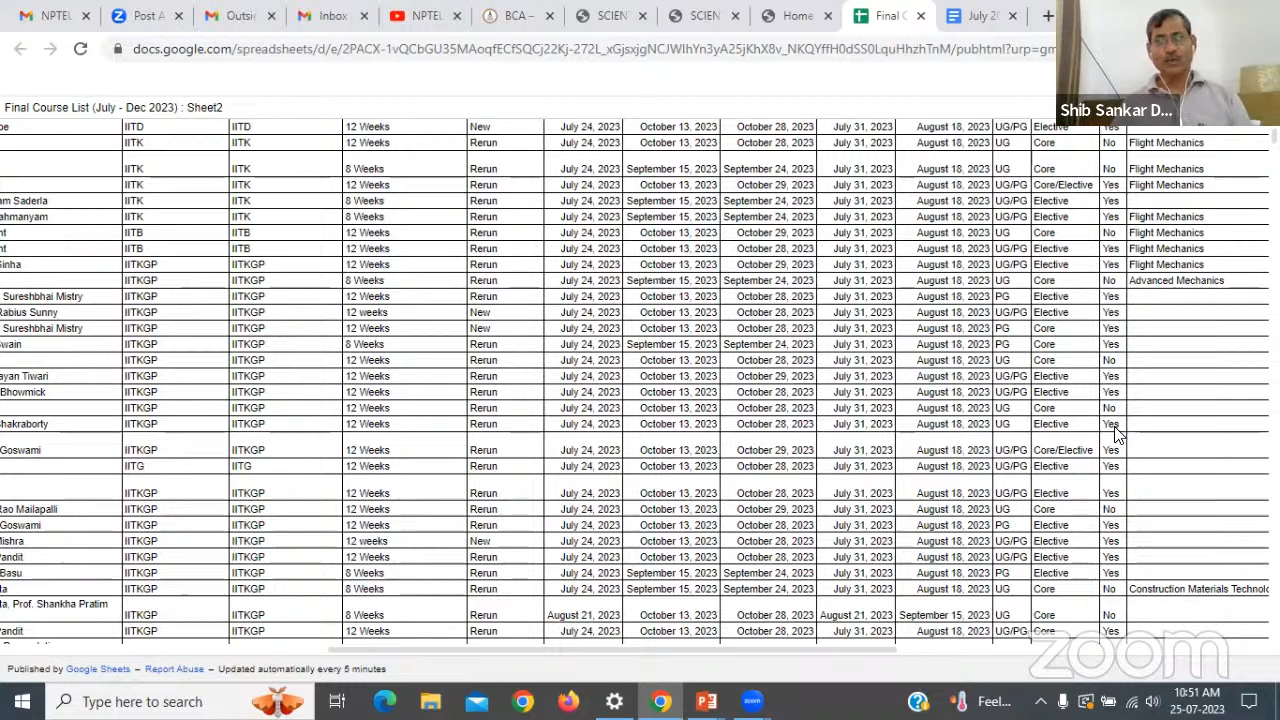 NPTEL
Post
Outsi
Inbox
NPTEL
BCA –
SCIEN
SCIEN
Home
Final C
July 20
docs.google.com/spreadsheets/d/e/2PACX-1vQCbGU35MAoqfECfSQCj22Kj-272L_xGjsxjgNCJWlhYn3yA25jKhX8v_NKQYffH0dSS0LquHhzhTnM/pubhtml?urp=gm
Shib Sankar D...
Final Course List (July - Dec 2023) : Sheet2
oe IITD IITD 12 Weeks New July 24, 2023 October 13, 2023 October 28, 2023 July 31, 2023 August 18, 2023 UG/PG Elective Yes
IITK IITK 12 Weeks Rerun July 24, 2023 October 13, 2023 October 28, 2023 July 31, 2023 August 18, 2023 UG Core No Flight Mechanics
IITK IITK 8 Weeks Rerun July 24, 2023 September 15, 2023 September 24, 2023 July 31, 2023 August 18, 2023 UG Core No Flight Mechanics
IITK IITK 12 Weeks Rerun July 24, 2023 October 13, 2023 October 29, 2023 July 31, 2023 August 18, 2023 UG/PG Core/Elective Yes Flight Mechanics
am Saderla IITK IITK 8 Weeks Rerun July 24, 2023 September 15, 2023 September 24, 2023 July 31, 2023 August 18, 2023 UG/PG Elective Yes
ahmanyam IITK IITK 8 Weeks Rerun July 24, 2023 September 15, 2023 September 24, 2023 July 31, 2023 August 18, 2023 UG/PG Elective Yes Flight Mechanics
nt IITB IITB 12 Weeks Rerun July 24, 2023 October 13, 2023 October 29, 2023 July 31, 2023 August 18, 2023 UG Core No Flight Mechanics
nt IITB IITB 12 Weeks Rerun July 24, 2023 October 13, 2023 October 28, 2023 July 31, 2023 August 18, 2023 UG/PG Elective Yes Flight Mechanics
Sinha IITKGP IITKGP 12 Weeks Rerun July 24, 2023 October 13, 2023 October 29, 2023 July 31, 2023 August 18, 2023 UG/PG Elective Yes Flight Mechanics
IITKGP IITKGP 8 Weeks Rerun July 24, 2023 September 15, 2023 September 24, 2023 July 31, 2023 August 18, 2023 UG Core No Advanced Mechanics
Sureshbhai Mistry IITKGP IITKGP 12 Weeks Rerun July 24, 2023 October 13, 2023 October 28, 2023 July 31, 2023 August 18, 2023 PG Elective Yes
Rabius Sunny IITKGP IITKGP 12 weeks New July 24, 2023 October 13, 2023 October 28, 2023 July 31, 2023 August 18, 2023 UG/PG Elective Yes
Sureshbhai Mistry IITKGP IITKGP 12 Weeks New July 24, 2023 October 13, 2023 October 28, 2023 July 31, 2023 August 18, 2023 PG Core Yes
Swain IITKGP IITKGP 8 Weeks Rerun July 24, 2023 September 15, 2023 September 24, 2023 July 31, 2023 August 18, 2023 PG Core Yes
IITKGP IITKGP 12 Weeks Rerun July 24, 2023 October 13, 2023 October 28, 2023 July 31, 2023 August 18, 2023 UG Core No
ayan Tiwari IITKGP IITKGP 12 Weeks Rerun July 24, 2023 October 13, 2023 October 29, 2023 July 31, 2023 August 18, 2023 UG/PG Elective Yes
Bhowmick IITKGP IITKGP 12 Weeks Rerun July 24, 2023 October 13, 2023 October 28, 2023 July 31, 2023 August 18, 2023 UG/PG Elective Yes
IITKGP IITKGP 12 Weeks Rerun July 24, 2023 October 13, 2023 October 28, 2023 July 31, 2023 August 18, 2023 UG Core No
Chakraborty IITKGP IITKGP 12 Weeks Rerun July 24, 2023 October 13, 2023 October 28, 2023 July 31, 2023 August 18, 2023 UG Elective Yes
Goswami IITKGP IITKGP 12 Weeks Rerun July 24, 2023 October 13, 2023 October 29, 2023 July 31, 2023 August 18, 2023 UG/PG Core/Elective Yes
IITG IITG 12 Weeks Rerun July 24, 2023 October 13, 2023 October 28, 2023 July 31, 2023 August 18, 2023 UG/PG Elective Yes
IITKGP IITKGP 12 Weeks Rerun July 24, 2023 October 13, 2023 October 28, 2023 July 31, 2023 August 18, 2023 UG/PG Elective Yes
Rao Mailapalli IITKGP IITKGP 12 Weeks Rerun July 24, 2023 October 13, 2023 October 28, 2023 July 31, 2023 August 18, 2023 UG Core No
Goswami IITKGP IITKGP 12 Weeks Rerun July 24, 2023 October 13, 2023 October 28, 2023 July 31, 2023 August 18, 2023 PG Elective Yes
Mishra IITKGP IITKGP 12 weeks New July 24, 2023 October 13, 2023 October 28, 2023 July 31, 2023 August 18, 2023 UG/PG Elective Yes
Pandit IITKGP IITKGP 12 Weeks Rerun July 24, 2023 October 13, 2023 October 28, 2023 July 31, 2023 August 18, 2023 UG/PG Elective Yes
Basu IITKGP IITKGP 8 Weeks Rerun July 24, 2023 September 15, 2023 September 24, 2023 July 31, 2023 August 18, 2023 PG Elective Yes
ta IITKGP IITKGP 8 Weeks Rerun July 24, 2023 September 15, 2023 September 24, 2023 July 31, 2023 August 18, 2023 UG Core No Construction Materials Technolo
ta, Prof. Shankha Pratim
IITKGP IITKGP 8 Weeks Rerun August 21, 2023 October 13, 2023 October 28, 2023 August 21, 2023 September 15, 2023 UG Core No
Pandit IITKGP IITKGP 12 Weeks Rerun July 24, 2023 October 13, 2023 October 28, 2023 July 31, 2023 August 18, 2023 UG/PG Core Yes
zoom
Published by Google Sheets – Report Abuse – Updated automatically every 5 minutes
Type here to search
zoom
Feel...
10:51 AM
25-07-2023